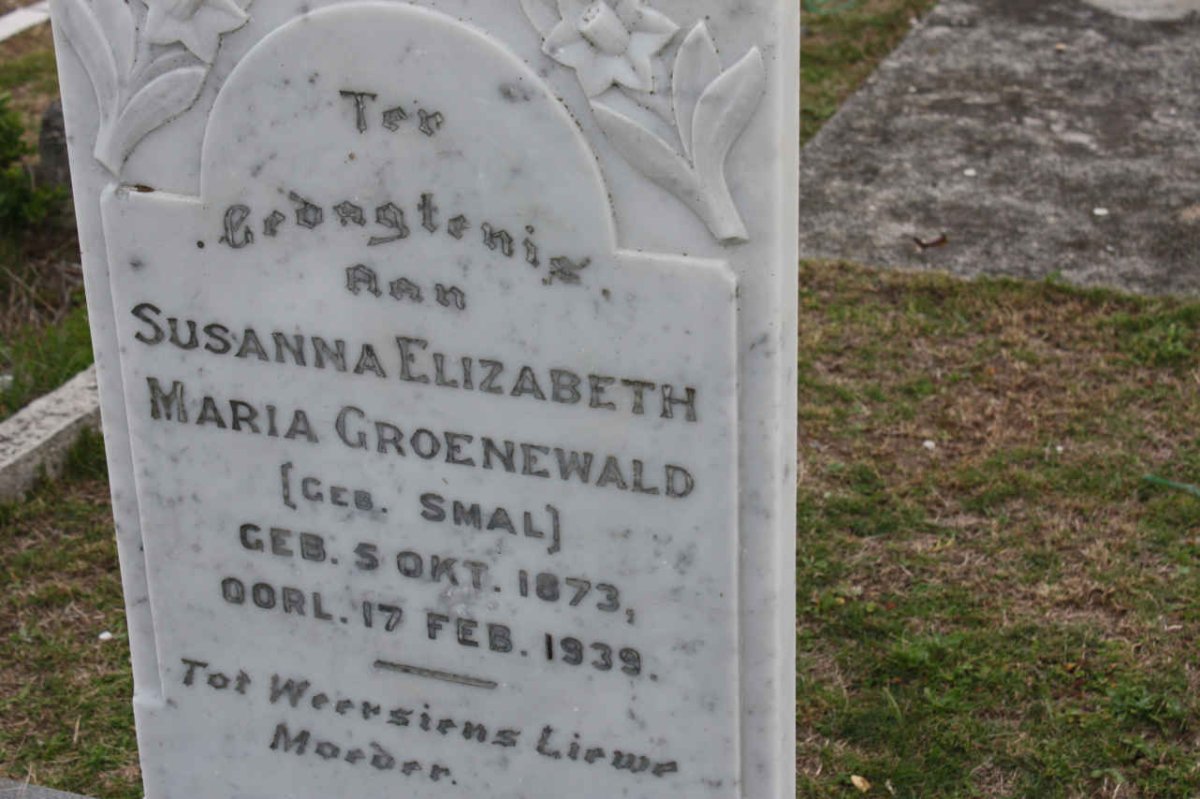 Ter
Gedagtenis
Aan
SUSANNA ELIZABETH
MARIA GROENEWALD
[GEB. SMAL]
GEB. 5 OKT. 1873,
OORL. 17 FEB. 1939.
Tot Weersiens Liewe
Moeder.